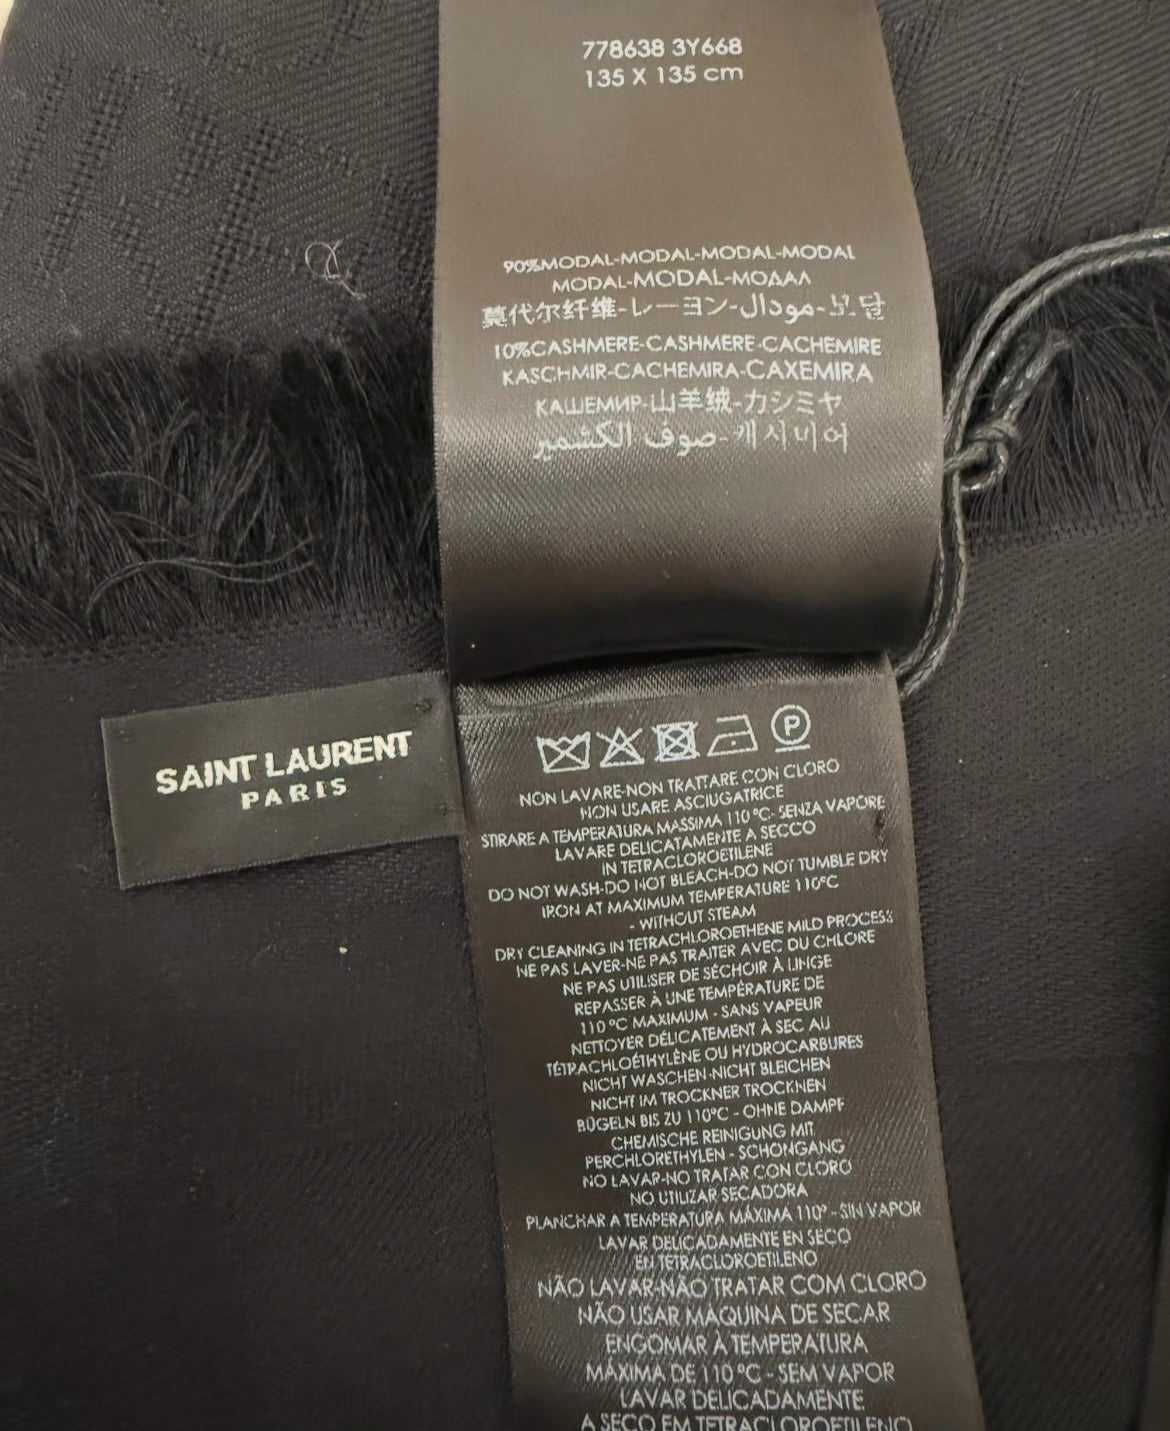 778638 3Y668
135 X 135 cm
90%MODAL-MODAL-MODAL-MODAL
MODAL-MODAL-МОДАЛ
莫代尔纤维-レーヨン-مودال-모달
10%CASHMERE-CASHMERE-CACHEMIRE
KASCHMIR-CACHEMIRA-CAXEMIRA
КАШЕМИР-山羊绒-カシミヤ
صوف الكشمير-캐시미어
SAINT LAURENT
PARIS
P
NON LAVARE-NON TRATTARE CON CLORO
NON USARE ASCIUGATRICE
STIRARE A TEMPERATURA MASSIMA 110°C- SENZA VAPORE
LAVARE DELICATAMENTE A SECCO
IN TETRACLOROETILENE
DO NOT WASH-DO NOT BLEACH-DO NOT TUMBLE DRY
IRON AT MAXIMUM TEMPERATURE 110°C
- WITHOUT STEAM
DRY CLEANING IN TETRACHLOROETHENE MILD PROCESS
NE PAS LAVER-NE PAS TRAITER AVEC DU CHLORE
NE PAS UTILISER DE SÉCHOIR À LINGE
REPASSER À UNE TEMPÉRATURE DE
110 °C MAXIMUM - SANS VAPEUR
NETTOYER DÉLICATEMENT À SEC AU
TÉTRACHLOÉTHYLÈNE OU HYDROCARBURES
NICHT WASCHEN-NICHT BLEICHEN
NICHT IM TROCKNER TROCKNEN
BÜGELN BIS ZU 110°C - OHNE DAMPF
CHEMISCHE REINIGUNG MIT
PERCHLORETHYLEN - SCHONGANG
NO LAVAR-NO TRATAR CON CLORO
NO UTILIZAR SECADORA
PLANCHAR A TEMPERATURA MÁXIMA 110° - SIN VAPOR
LAVAR DELICADAMENTE EN SECO
EN TETRACLOROETILENO
NÃO LAVAR-NÃO TRATAR COM CLORO
NÃO USAR MAQUINA DE SECAR
ENGOMAR À TEMPERATURA
MÁXIMA DE 110 °C - SEM VAPOR
LAVAR DELICADAMENTE
A SECO EM TETRACLOROETILENO